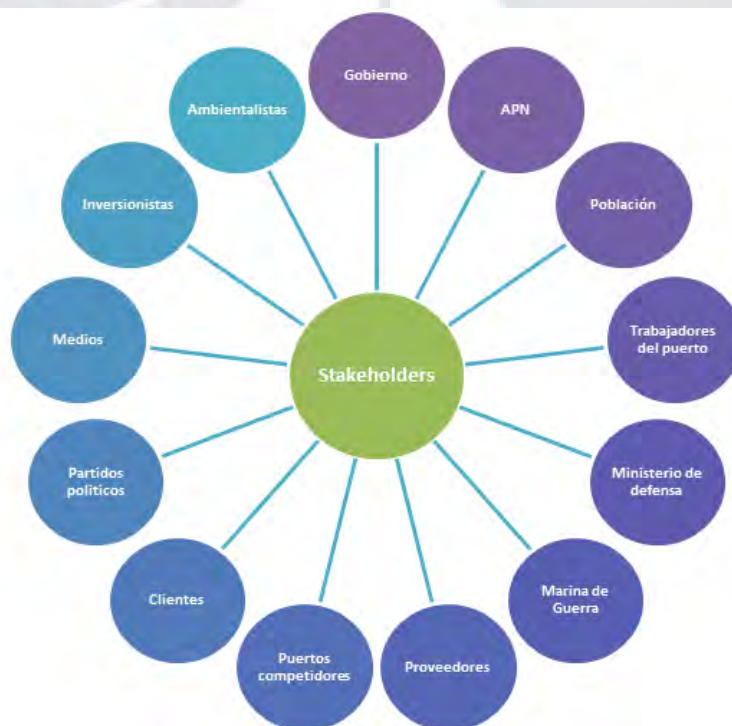 Gobierno
APN
Población
Trabajadores
del puerto
Ministerio de
defensa
Marina de
Guerra
Proveedores
Puertos
competidores
Clientes
Partidos
políticos
Medios
Inversionistas
Ambientalistas
Stakeholders